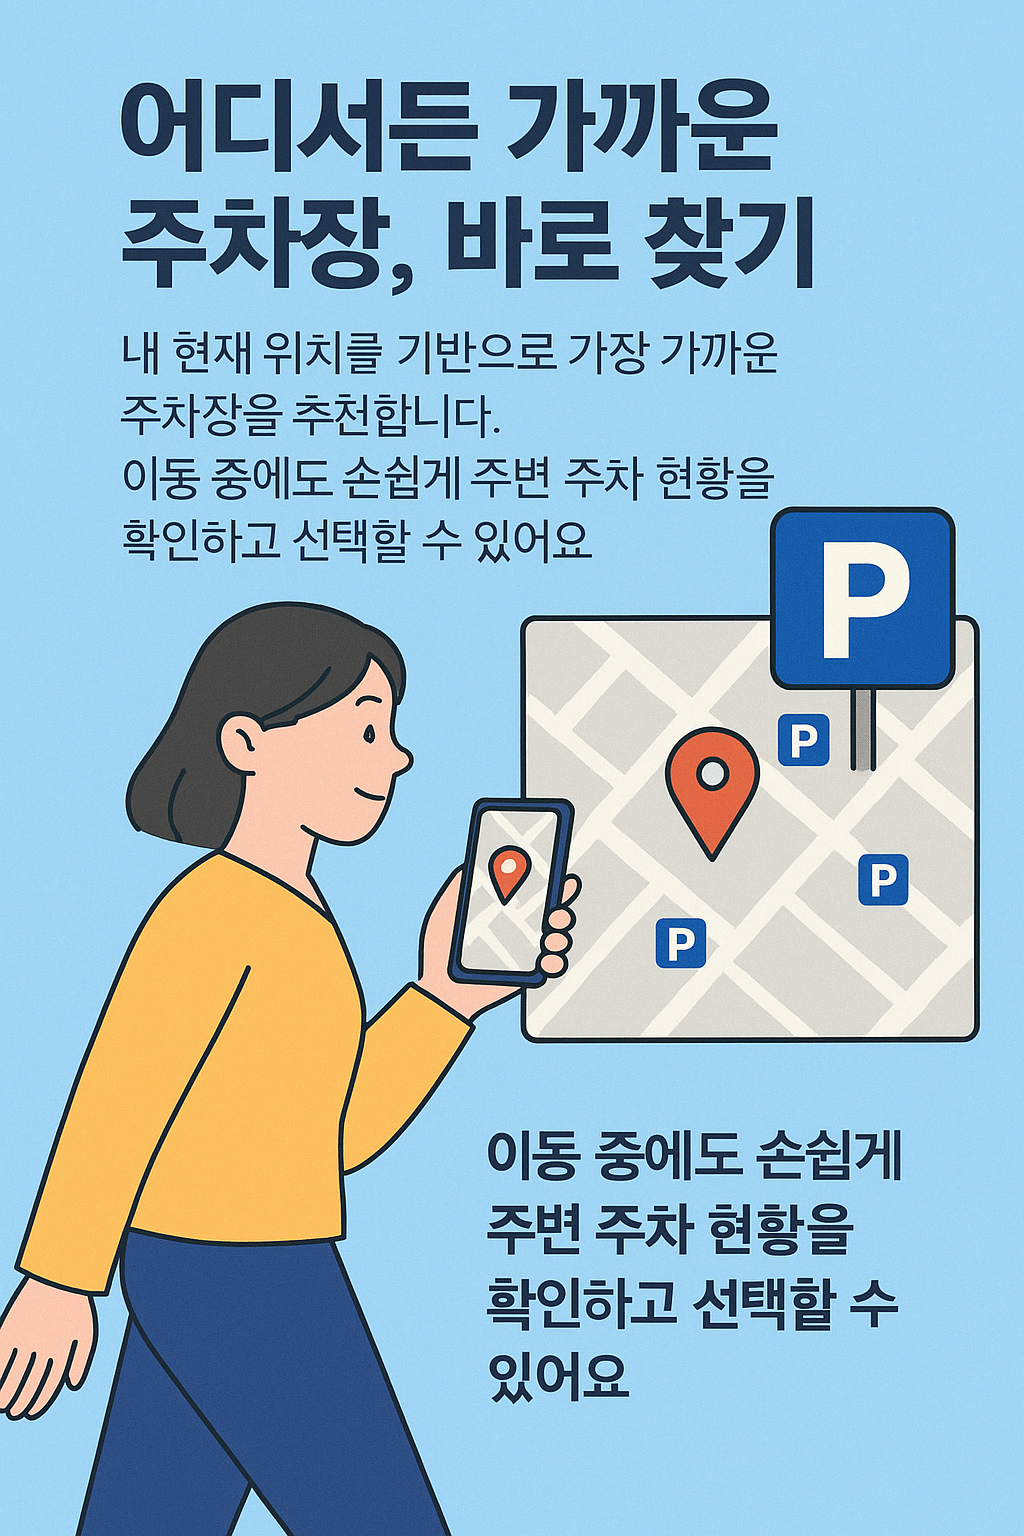 어디서든 가까운
주차장, 바로 찾기
내 현재 위치를 기반으로 가장 가까운
주차장을 추천합니다.
이동 중에도 손쉽게 주변 주차 현황을
확인하고 선택할 수 있어요
P
P
P
P
이동 중에도 손쉽게
주변 주차 현황을
확인하고 선택할 수
있어요